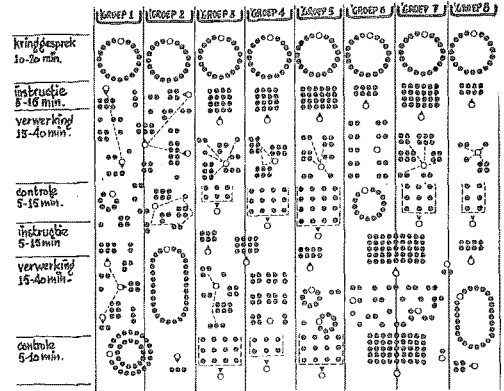 GROEP 1 GROEP 2 GROEP 3 GROEP 4 GROEP 5 GROEP 6 GROEP 7 GROEP 8
kringgesprek
10-20 min.
instructie
5-15 min.
verwerking
15-40 min.
controle
5-15 min.
instructie
5-15 min
verwerking
15-40 min.
controle
5-10 min.